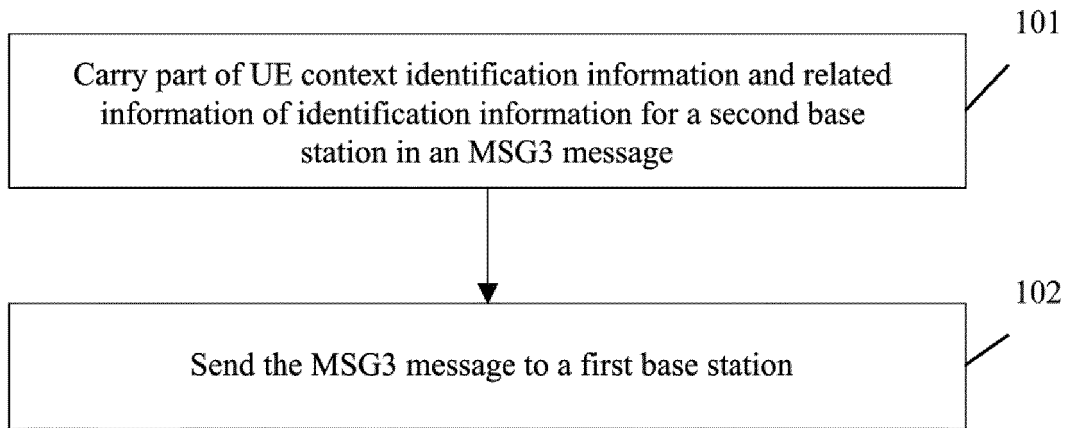 101
Carry part of UE context identification information and related
information of identification information for a second base
station in an MSG3 message
102
Send the MSG3 message to a first base station